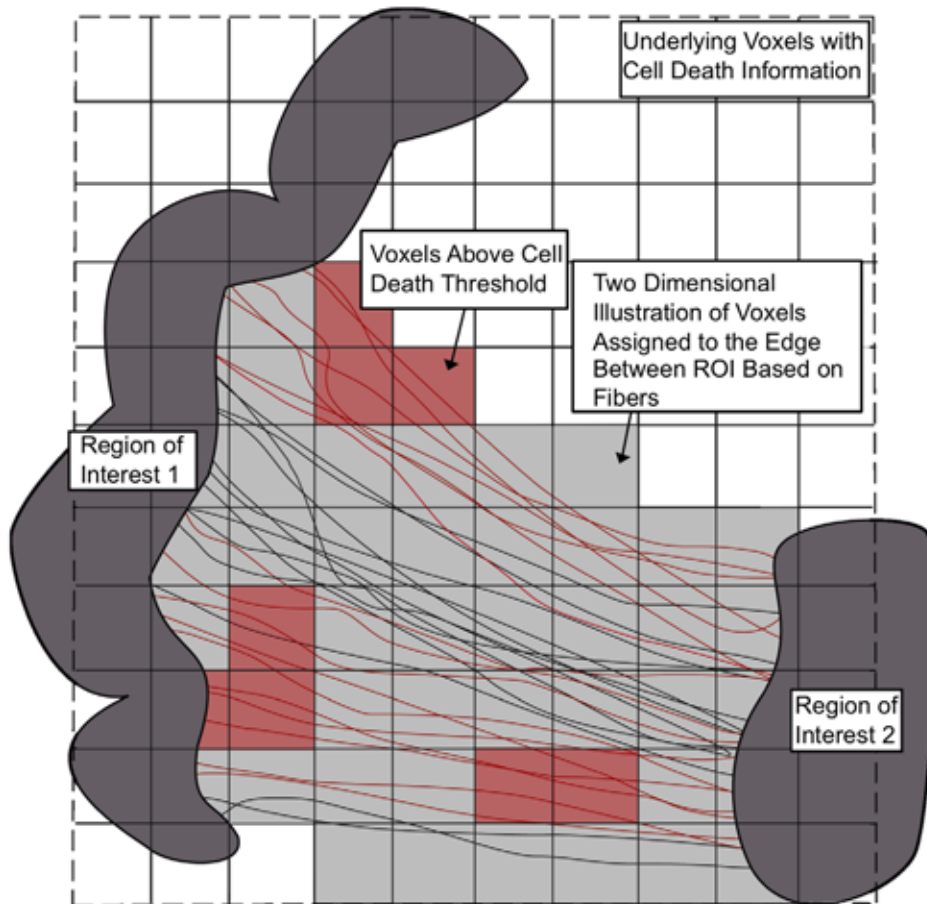 Underlying Voxels with
Cell Death Information
Voxels Above Cell
Death Threshold
Two Dimensional
Illustration of Voxels
Assigned to the Edge
Between ROI Based on
Fibers
Region of
Interest 1
Region of
Interest 2